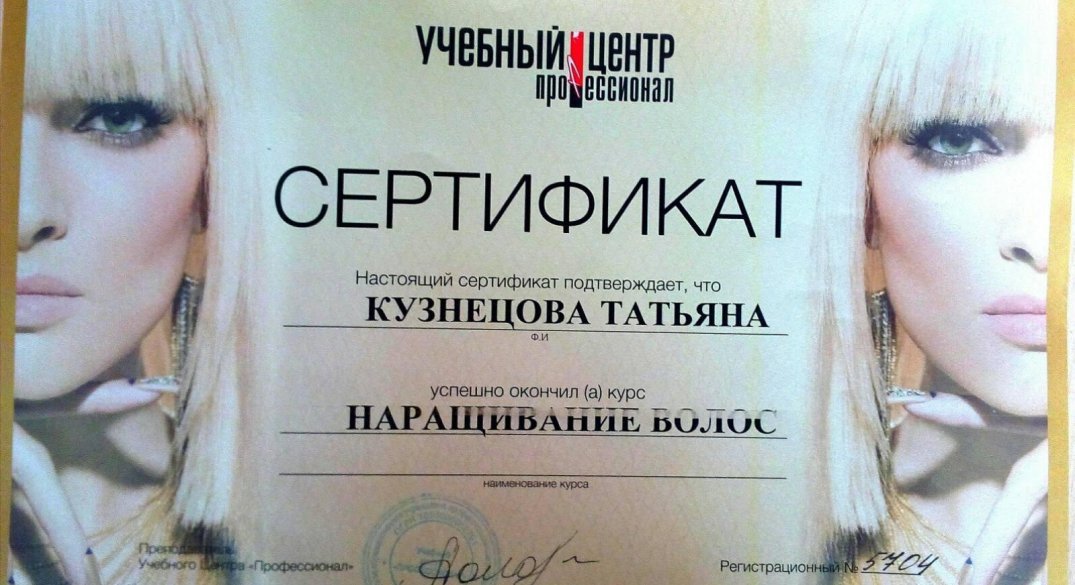 УЧЕБНЫЙ ЦЕНТР
профессионал
СЕРТИФИКАТ
Настоящий сертификат подтверждает, что
КУЗНЕЦОВА ТАТЬЯНА
Ф.И
успешно окончил (а) курс
НАРАЩИВАНИЕ ВОЛОС
наименование курса
Преподаватель
Учебного Центра «Профессионал»
Регистрационный № 5704